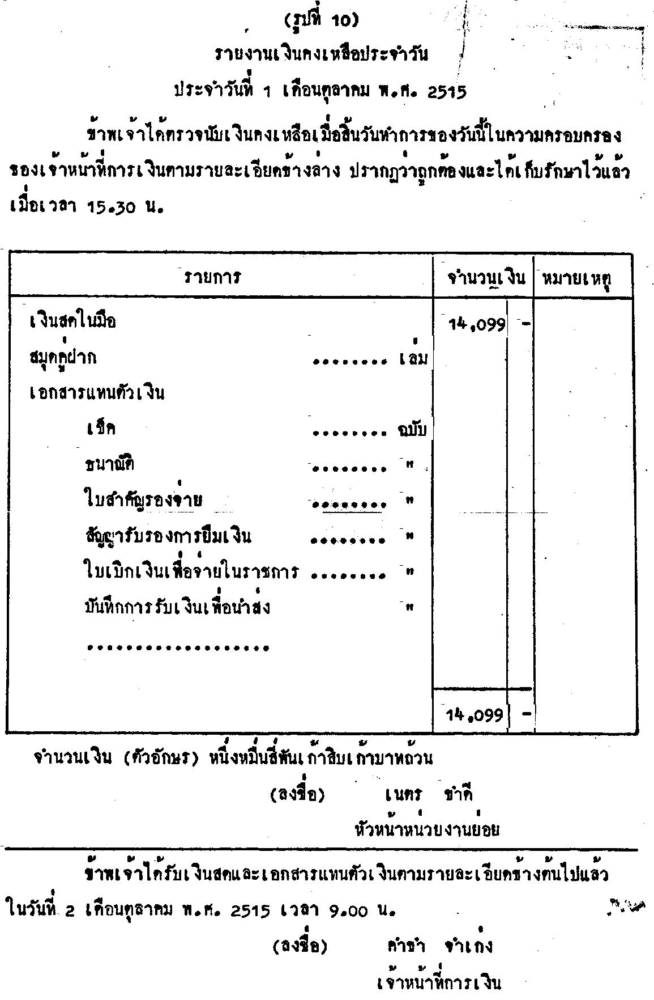 (รูปที่ 10)
รายงานเงินคงเหลือประจำวัน
ประจำวันที่ 1 เดือนตุลาคม พ.ศ. 2515
ข้าพเจ้าได้ตรวจนับเงินคงเหลือเมื่อสิ้นวันทำการของวันนี้ในความครอบครอง
ของเจ้าหน้าที่การเงินตามรายละเอียดข้างล่าง ปรากฏว่าถูกต้องและได้เก็บรักษาไว้แล้ว
เมื่อเวลา 15.30 น.
รายการ จำนวนเงิน หมายเหตุ
เงินสดในมือ 14,099 -
สมุดคู่ฝาก ........ เล่ม
เอกสารแทนตัวเงิน
เช็ค ........ ฉบับ
ธนาณัติ ........ "
ใบสำคัญรองจ่าย ........ "
สัญญารับรองการยืมเงิน ........ "
ใบเบิกเงินเพื่อจ่ายในราชการ ........ "
บันทึกการรับเงินเพื่อนำส่ง "
...................
14,099 -
จำนวนเงิน (ตัวอักษร) หนึ่งหมื่นสี่พันเก้าสิบเก้าบาทถ้วน
(ลงชื่อ) เนตร ขำดี
หัวหน้าหน่วยงานย่อย
ข้าพเจ้าได้รับเงินสดและเอกสารแทนตัวเงินตามรายละเอียดข้างต้นไปแล้ว
ในวันที่ 2 เดือนตุลาคม พ.ศ. 2515 เวลา 9.00 น.
(ลงชื่อ) ดำขำ จำเก่ง
เจ้าหน้าที่การเงิน